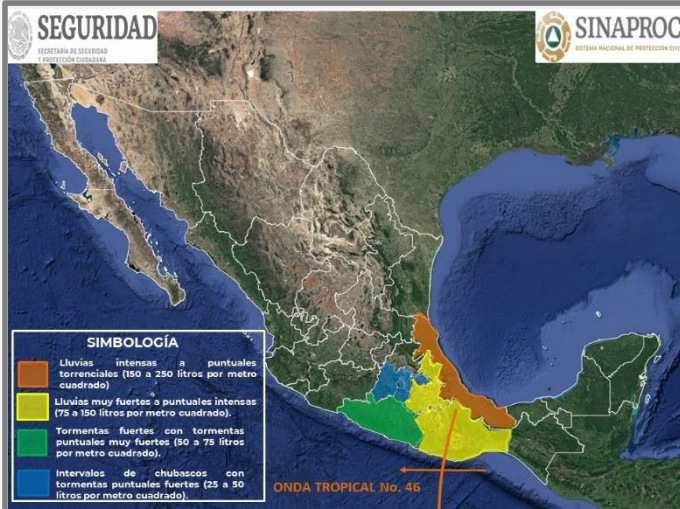 SEGURIDAD
SECRETARÍA DE SEGURIDAD
Y PROTECCIÓN CIUDADANA
SINAPROC
SISTEMA NACIONAL DE PROTECCIÓN CIVIL
SIMBOLOGÍA
Lluvias intensas a puntuales
torrenciales (150 a 250 litros por metro
cuadrado)
Lluvias muy fuertes a puntuales intensas
(75 a 150 litros por metro cuadrado).
Tormentas fuertes con tormentas
puntuales muy fuertes (50 a 75 litros
por metro cuadrado).
Intervalos de chubascos con
tormentas puntuales fuertes (25 a 50
litros por metro cuadrado).
ONDA TROPICAL No. 46